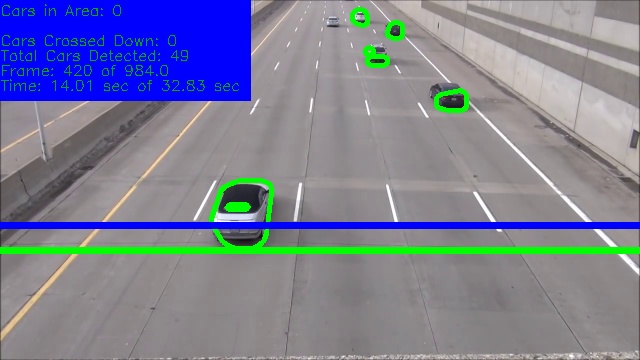 Cars in Area: 0
Cars Crossed Down: 0
Total Cars Detected: 49
Frame: 420 of 984.0
Time: 14.01 sec of 32.83 sec